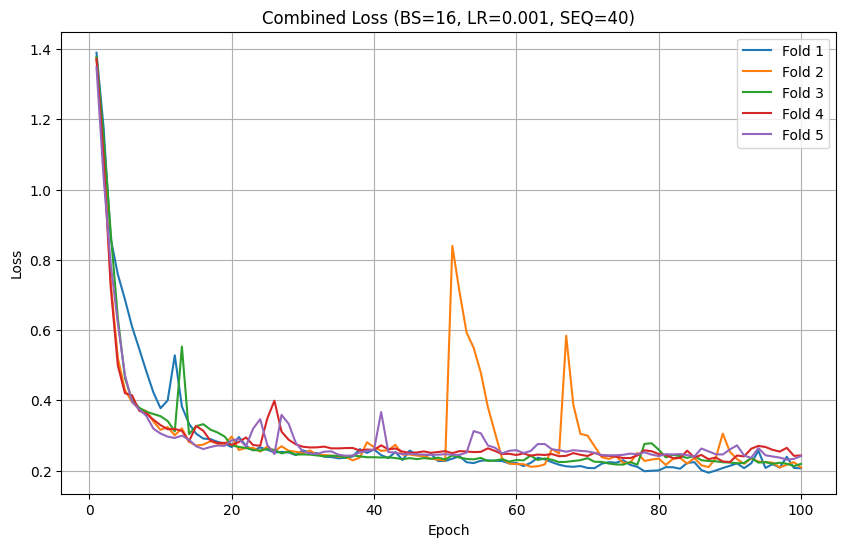 Combined Loss (BS=16, LR=0.001, SEQ=40)
1.4
1.2
1.0
0.8
0.6
0.4
0.2
Loss
Fold 1
Fold 2
Fold 3
Fold 4
Fold 5
0 20 40 60 80 100
Epoch